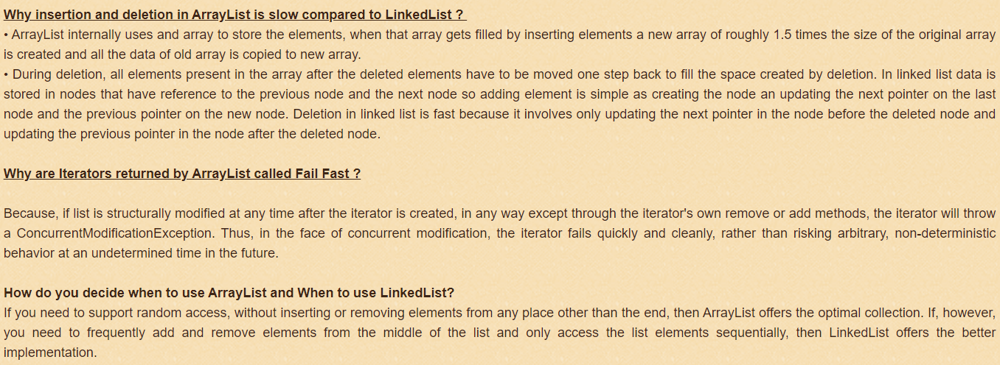 Why insertion and deletion in ArrayList is slow compared to LinkedList ?
• ArrayList internally uses and array to store the elements, when that array gets filled by inserting elements a new array of roughly 1.5 times the size of the original array
is created and all the data of old array is copied to new array.
• During deletion, all elements present in the array after the deleted elements have to be moved one step back to fill the space created by deletion. In linked list data is
stored in nodes that have reference to the previous node and the next node so adding element is simple as creating the node an updating the next pointer on the last
node and the previous pointer on the new node. Deletion in linked list is fast because it involves only updating the next pointer in the node before the deleted node and
updating the previous pointer in the node after the deleted node.
Why are Iterators returned by ArrayList called Fail Fast ?
Because, if list is structurally modified at any time after the iterator is created, in any way except through the iterator's own remove or add methods, the iterator will throw
a ConcurrentModificationException. Thus, in the face of concurrent modification, the iterator fails quickly and cleanly, rather than risking arbitrary, non-deterministic
behavior at an undetermined time in the future.
How do you decide when to use ArrayList and When to use LinkedList?
If you need to support random access, without inserting or removing elements from any place other than the end, then ArrayList offers the optimal collection. If, however,
you need to frequently add and remove elements from the middle of the list and only access the list elements sequentially, then LinkedList offers the better
implementation.